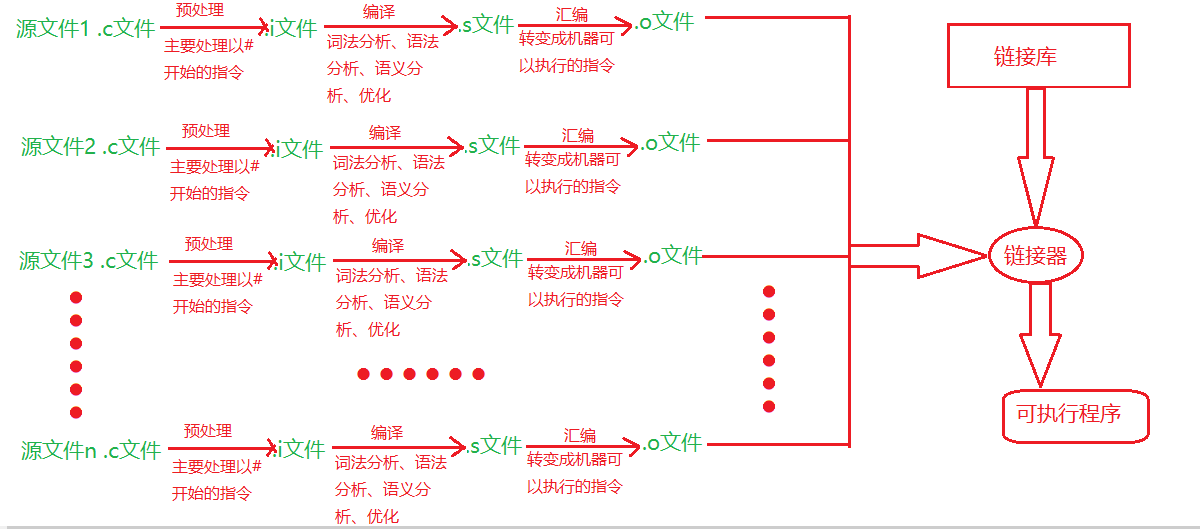 源文件1 .c文件 预处理 .i文件 编译 .s文件 汇编 .o文件
主要处理以#
开始的指令
词法分析、语法
分析、语义分
析、优化
转变成机器可
以执行的指令
源文件2 .c文件 预处理 .i文件 编译 .s文件 汇编 .o文件
主要处理以#
开始的指令
词法分析、语法
分析、语义分
析、优化
转变成机器可
以执行的指令
源文件3 .c文件 预处理 .i文件 编译 .s文件 汇编 .o文件
主要处理以#
开始的指令
词法分析、语法
分析、语义分
析、优化
转变成机器可
以执行的指令
源文件n .c文件 预处理 .i文件 编译 .s文件 汇编 .o文件
主要处理以#
开始的指令
词法分析、语法
分析、语义分
析、优化
转变成机器可
以执行的指令
链接库
链接器
可执行程序